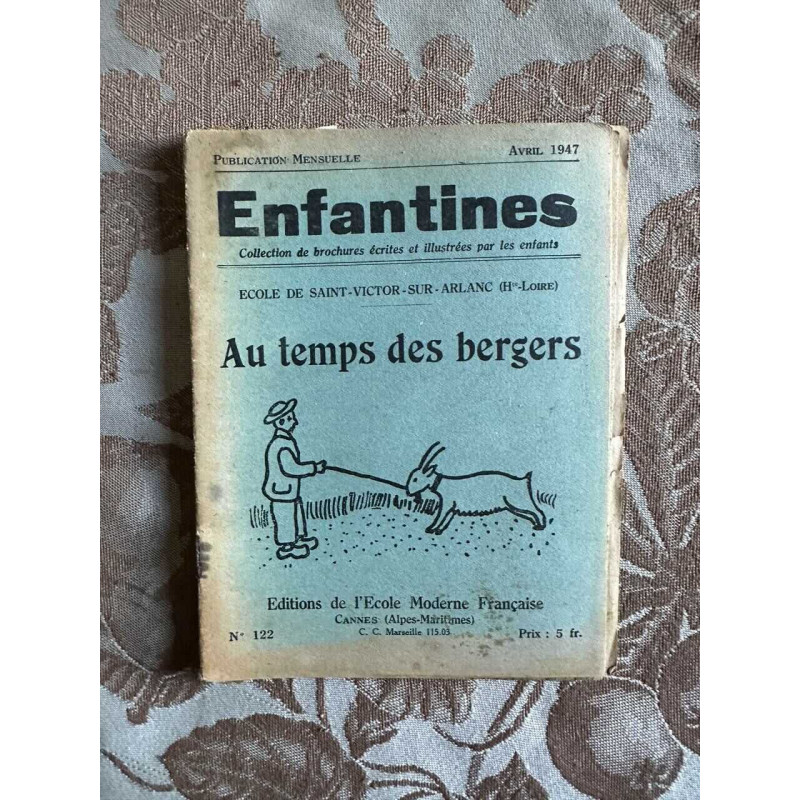 PUBLICATION MENSUELLE AVRIL 1947
Enfantines
Collection de brochures écrites et illustrées par les enfants
ECOLE DE SAINT-VICTOR-SUR-ARLANC (Hte-LOIRE)
Au temps des bergers
Editions de l'Ecole Moderne Française
CANNES (Alpes-Maritimes)
N° 122 C. C. Marseille 115.03 Prix : 5 fr.